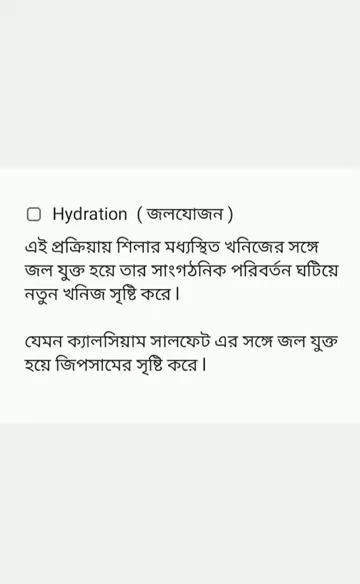 Hydration ( জলযোজন )
এই প্রক্রিয়ায় শিলার মধ্যস্থিত খনিজের সঙ্গে
জল যুক্ত হয়ে তার সাংগঠনিক পরিবর্তন ঘটিয়ে
নতুন খনিজ সৃষ্টি করে l
যেমন ক্যালসিয়াম সালফেট এর সঙ্গে জল যুক্ত
হয়ে জিপসামের সৃষ্টি করে l